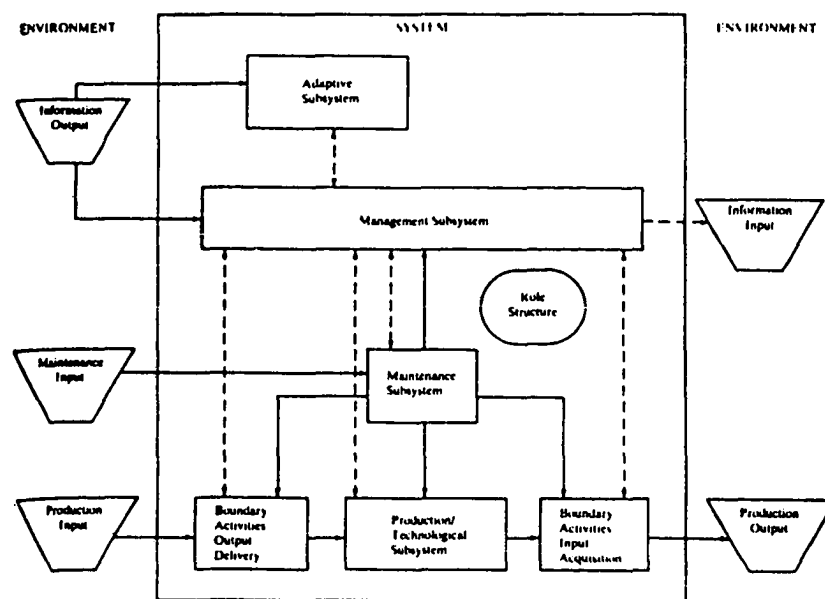 ENVIRONMENT
SYSTEM
ENVIRONMENT
Adaptive
Subsystem
Information
Output
Management Subsystem
Information
Input
Role
Structure
Maintenance
Input
Maintenance
Subsystem
Production
Input
Boundary
Activities
Output
Delivery
Production/
Technological
Subsystem
Boundary
Activities
Input
Acquisition
Production
Output